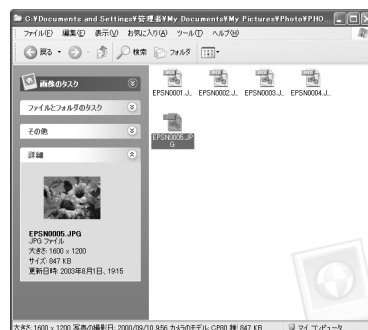 C:¥Documents and Settings¥管理者¥My Documents¥My Pictures¥Photo¥PHO...
ファイル(F) 編集(E) 表示(V) お気に入り(A) ツール(T) ヘルプ(H)
戻る 検索 フォルダ
画像のタスク
ファイルとフォルダのタスク
その他
詳細
EPSN0005.JPG
JPG ファイル
大きさ: 1600 x 1200
サイズ: 847 KB
更新日時: 2003年8月1日、19:15
EPSN0001.J... EPSN0002.J... EPSN0003.J... EPSN0004.J...
EPSN0005.JP
G
大きさ: 1600 x 1200 写真の撮影日: 2000/09/10 9:56 カメラのモデル: CP80 種 847 KB マイ コンピュータ